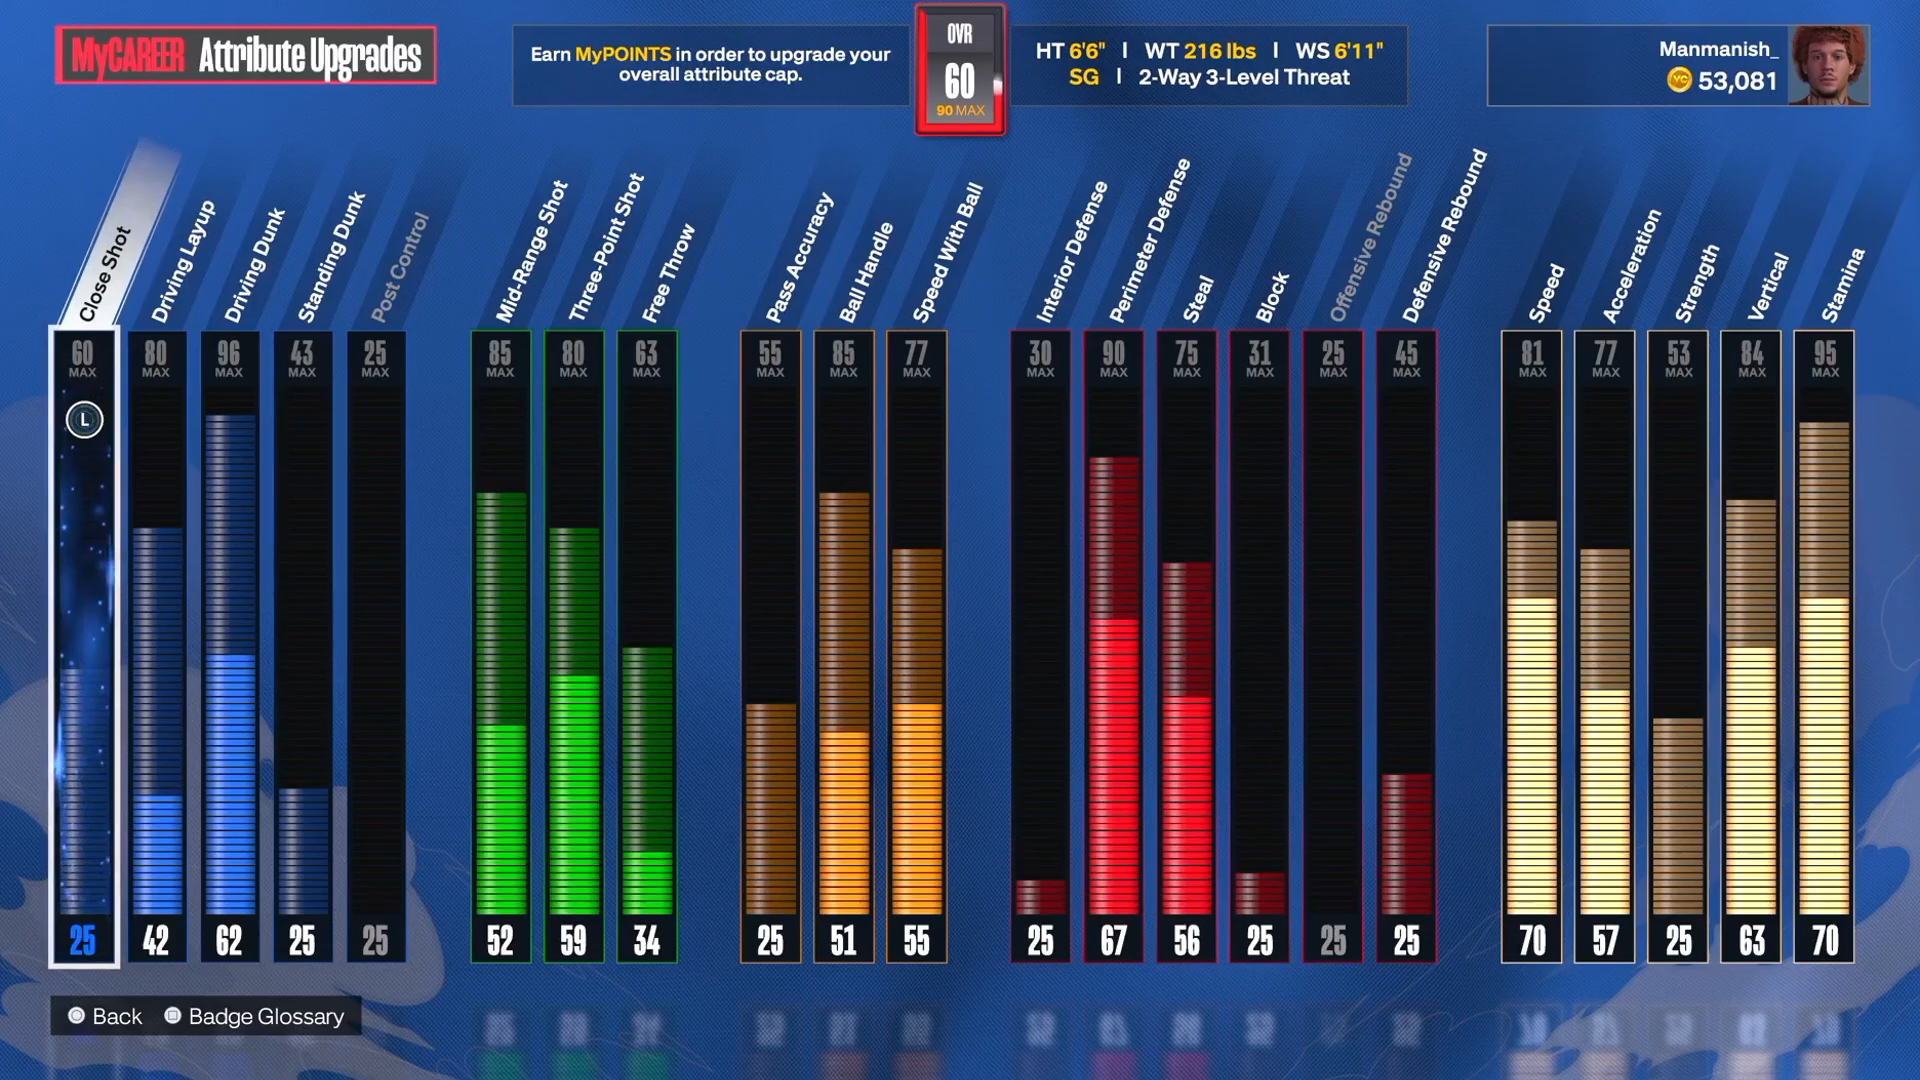 MyCAREER Attribute Upgrades
Earn MyPOINTS in order to upgrade your
overall attribute cap.
OVR
60
90 MAX
HT 6'6" | WT 216 lbs | WS 6'11"
SG | 2-Way 3-Level Threat
Manmanish_
VC 53,081
Close Shot
Driving Layup
Driving Dunk
Standing Dunk
Post Control
Mid-Range Shot
Three-Point Shot
Free Throw
Pass Accuracy
Ball Handle
Speed With Ball
Interior Defense
Perimeter Defense
Steal
Block
Offensive Rebound
Defensive Rebound
Speed
Acceleration
Strength
Vertical
Stamina
60 80 96 43 25 85 80 63 55 85 77 30 90 75 31 25 45 81 77 53 84 95
MAX MAX MAX MAX MAX MAX MAX MAX MAX MAX MAX MAX MAX MAX MAX MAX MAX MAX MAX MAX MAX MAX
L
25 42 62 25 25 52 59 34 25 51 55 25 67 56 25 25 25 70 57 25 63 70
Back Badge Glossary